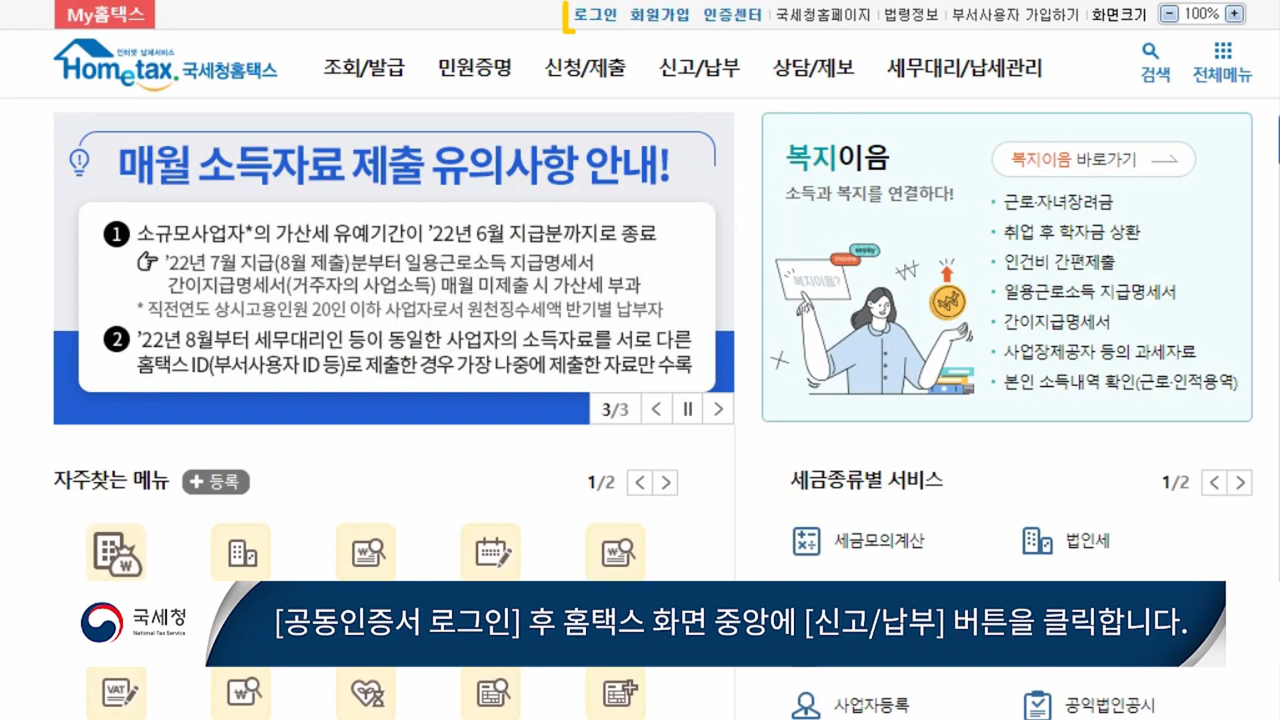 My홈택스
로그인 회원가입 인증센터 국세청홈페이지 법령정보 부서사용자 가입하기 화면크기 100%
인터넷 납세서비스
Hometax. 국세청홈택스
조회/발급 민원증명 신청/제출 신고/납부 상담/제보 세무대리/납세관리
검색 전체메뉴
매월 소득자료 제출 유의사항 안내!
1 소규모사업자*의 가산세 유예기간이 ’22년 6월 지급분까지로 종료
’22년 7월 지급(8월 제출)분부터 일용근로소득 지급명세서
간이지급명세서(거주자의 사업소득) 매월 미제출 시 가산세 부과
* 직전연도 상시고용인원 20인 이하 사업자로서 원천징수세액 반기별 납부자
2 ’22년 8월부터 세무대리인 등이 동일한 사업자의 소득자료를 서로 다른
홈택스 ID(부서사용자 ID 등)로 제출한 경우 가장 나중에 제출한 자료만 수록
3/3
복지이음
복지이음 바로가기
소득과 복지를 연결하다!
복지이음?
· 근로·자녀장려금
· 취업 후 학자금 상환
· 인건비 간편제출
· 일용근로소득 지급명세서
· 간이지급명세서
· 사업장제공자 등의 과세자료
· 본인 소득내역 확인(근로·인적용역)
자주찾는 메뉴 + 등록 1/2
세금종류별 서비스 1/2
세금모의계산 법인세
국세청
National Tax Service
[공동인증서 로그인] 후 홈택스 화면 중앙에 [신고/납부] 버튼을 클릭합니다.
VAT
사업자등록 공익법인공시